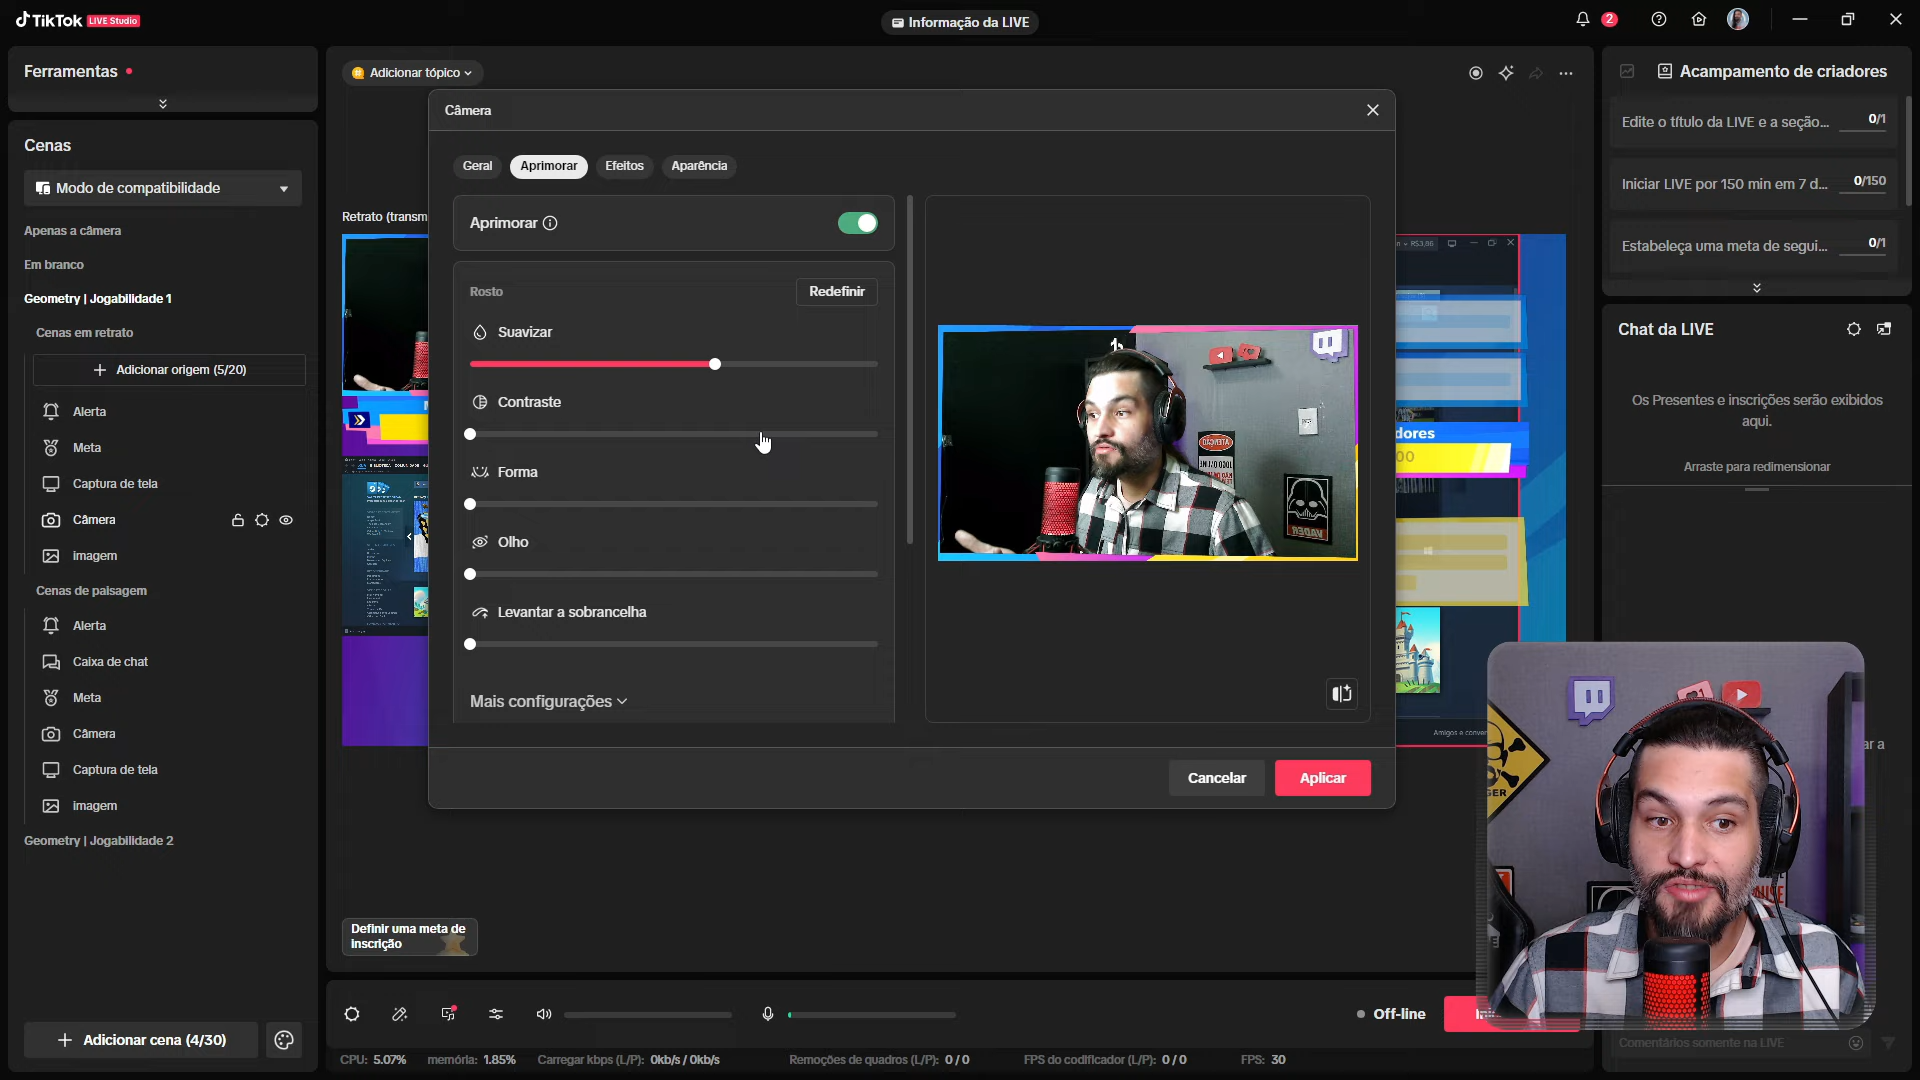 TikTok LIVE Studio
Informação da LIVE
2
Ferramentas
Cenas
Modo de compatibilidade
Apenas a câmera
Em branco
Geometry | Jogabilidade 1
Cenas em retrato
Adicionar origem (5/20)
Alerta
Meta
Captura de tela
Câmera
imagem
Cenas de paisagem
Alerta
Caixa de chat
Meta
Câmera
Captura de tela
imagem
Geometry | Jogabilidade 2
Adicionar cena (4/30)
Adicionar tópico
Retrato (transm
Câmera
Geral
Aprimorar
Efeitos
Aparência
Aprimorar
Rosto
Redefinir
Suavizar
Contraste
Forma
Olho
Levantar a sobrancelha
Mais configurações
ATENCAO
VADER
Cancelar
Aplicar
dores
00
Definir uma meta de
inscrição
Off-line
CPU: 5.07%
memória: 1.85%
Carregar kbps (L/P): 0kb/s / 0kb/s
Remoções de quadros (L/P): 0 / 0
FPS do codificador (L/P): 0 / 0
FPS: 30
Acampamento de criadores
Edite o título da LIVE e a seção... 0/1
Iniciar LIVE por 150 min em 7 d... 0/150
Estabeleça uma meta de segui... 0/1
Chat da LIVE
Os Presentes e inscrições serão exibidos
aqui.
Arraste para redimensionar
ar a
Comentários somente na LIVE